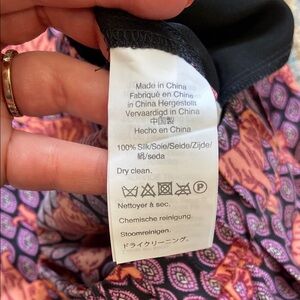 Made in China
Fabriqué en Chine
in China Hergestellt
Vervaardigd in China
中国製
Hecho en China
100% Silk/Soie/Seide/Zijde/
絹/seda
Dry clean.
P
Nettoyer à sec.
Chemische reinigung.
Stoomreinigen.
ドライクリーニング。